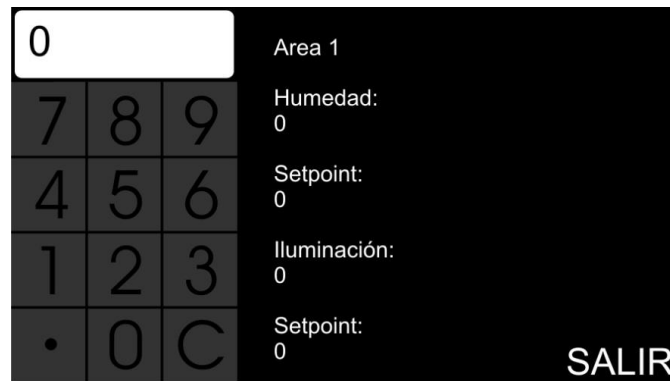 0
7 8 9
4 5 6
1 2 3
. 0 C
Area 1
Humedad:
0
Setpoint:
0
Iluminación:
0
Setpoint:
0
SALIR